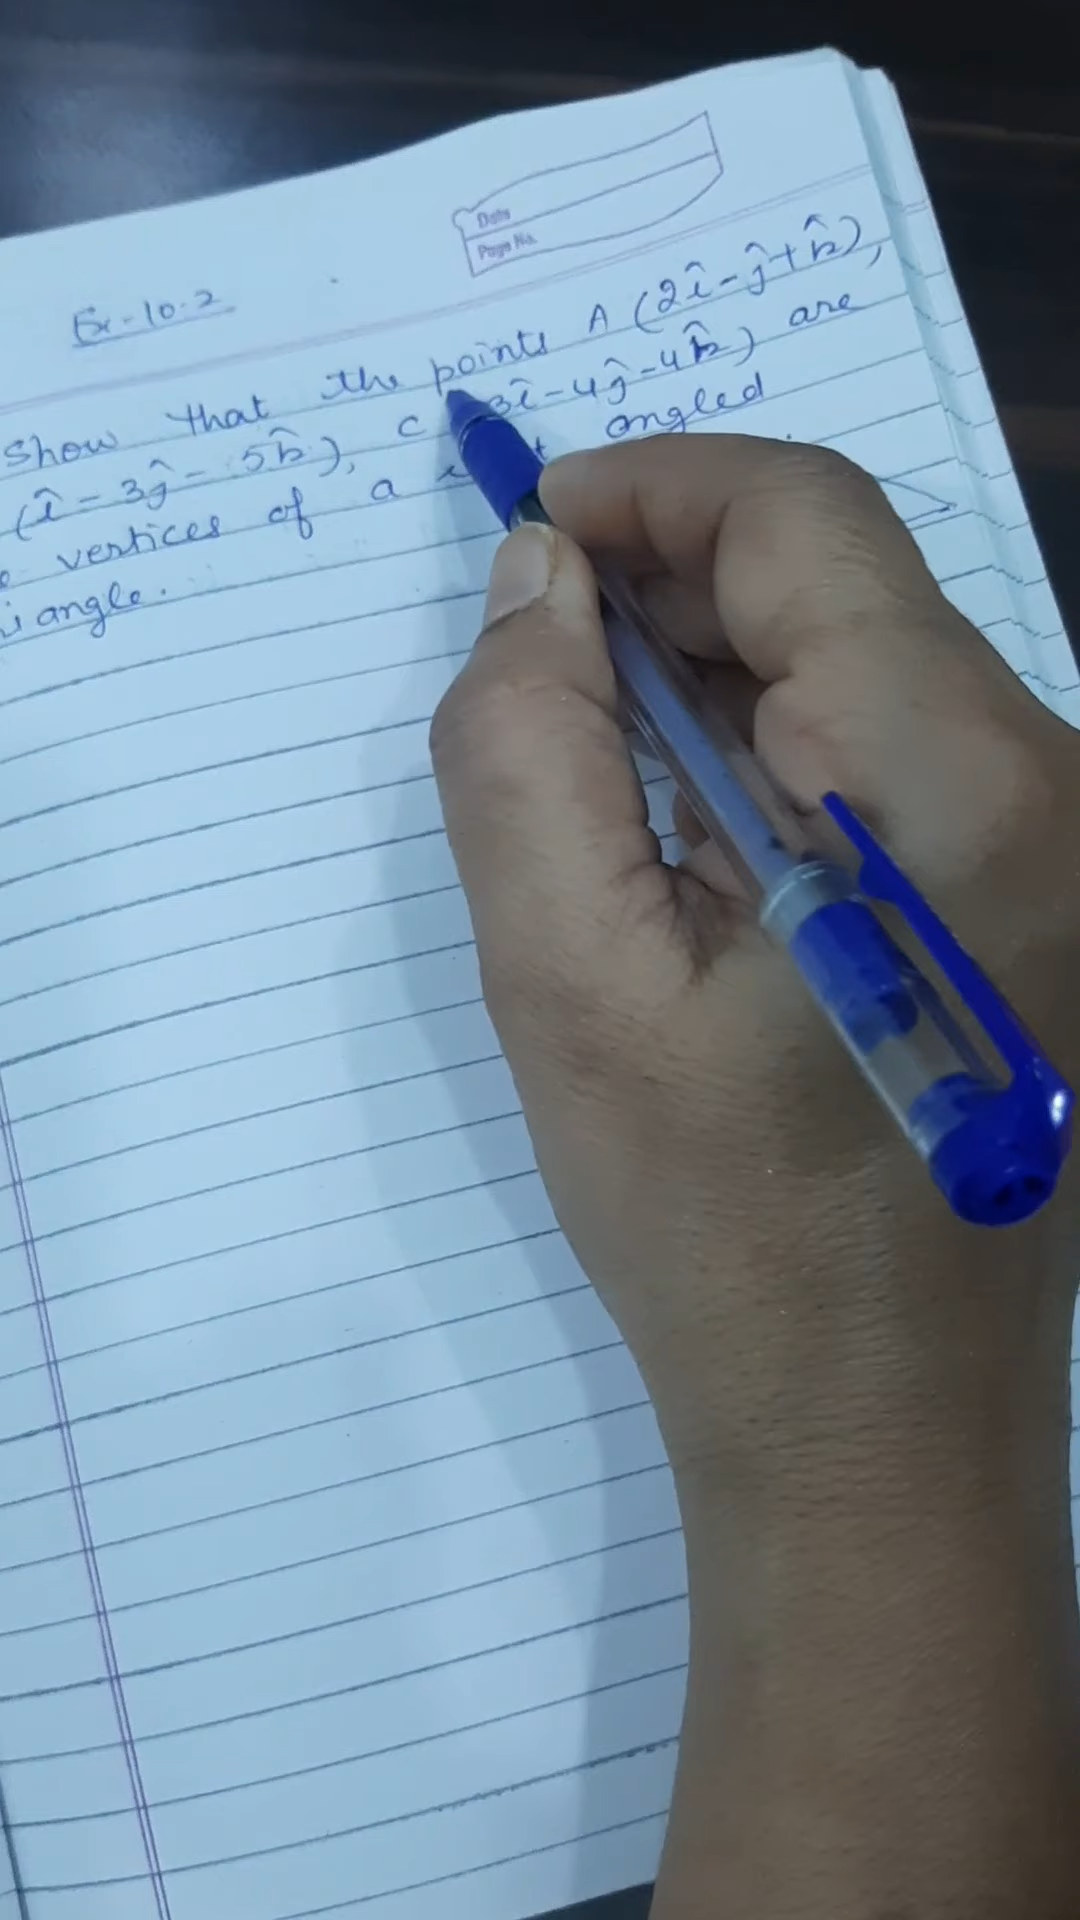 Date
Page No.
Ex-10.2
Show that the points A (2î-ĵ+k̂),
(î-3ĵ-5k̂), C 3î-4ĵ-4k̂) are
vertices of a angled
iangle.